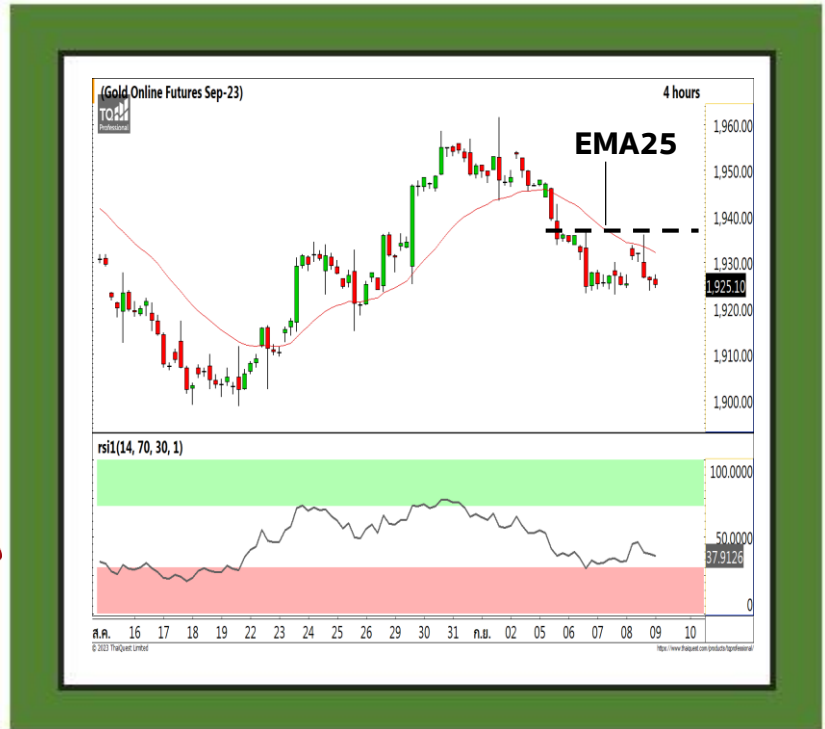 (Gold Online Futures Sep-23)
4 hours
TQ
Professional
EMA25
1,960.00
1,950.00
1,940.00
1,930.00
1,925.10
1,920.00
1,910.00
1,900.00
rsi1(14, 70, 30, 1)
100.0000
50.0000
37.9126
0
ส.ค. 16 17 18 19 22 23 24 25 26 29 30 31 ก.ย. 02 05 06 07 08 09 10
© 2023 ThaiQuest Limited
https://www.thaiquest.com/products/tqprofessional/